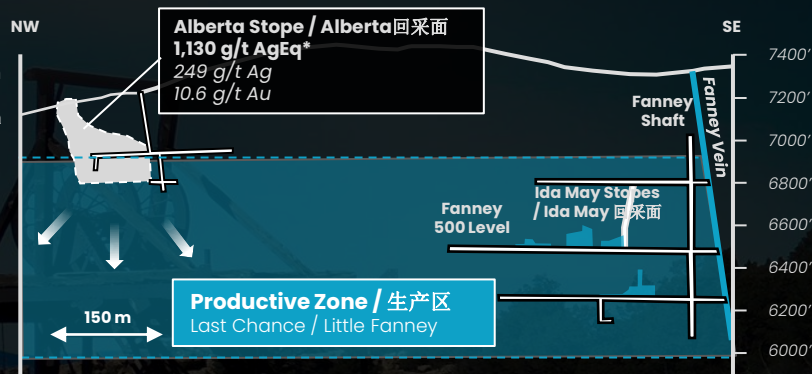 NW
SE
Alberta Stope / Alberta回采面
1,130 g/t AgEq*
249 g/t Ag
10.6 g/t Au
7400'
7200'
7000'
6800'
6600'
6400'
6200'
6000'
Fanney
Shaft
Fanney Vein
Ida May Stopes
/ Ida May 回采面
Fanney
500 Level
Productive Zone / 生产区
Last Chance / Little Fanney
150 m